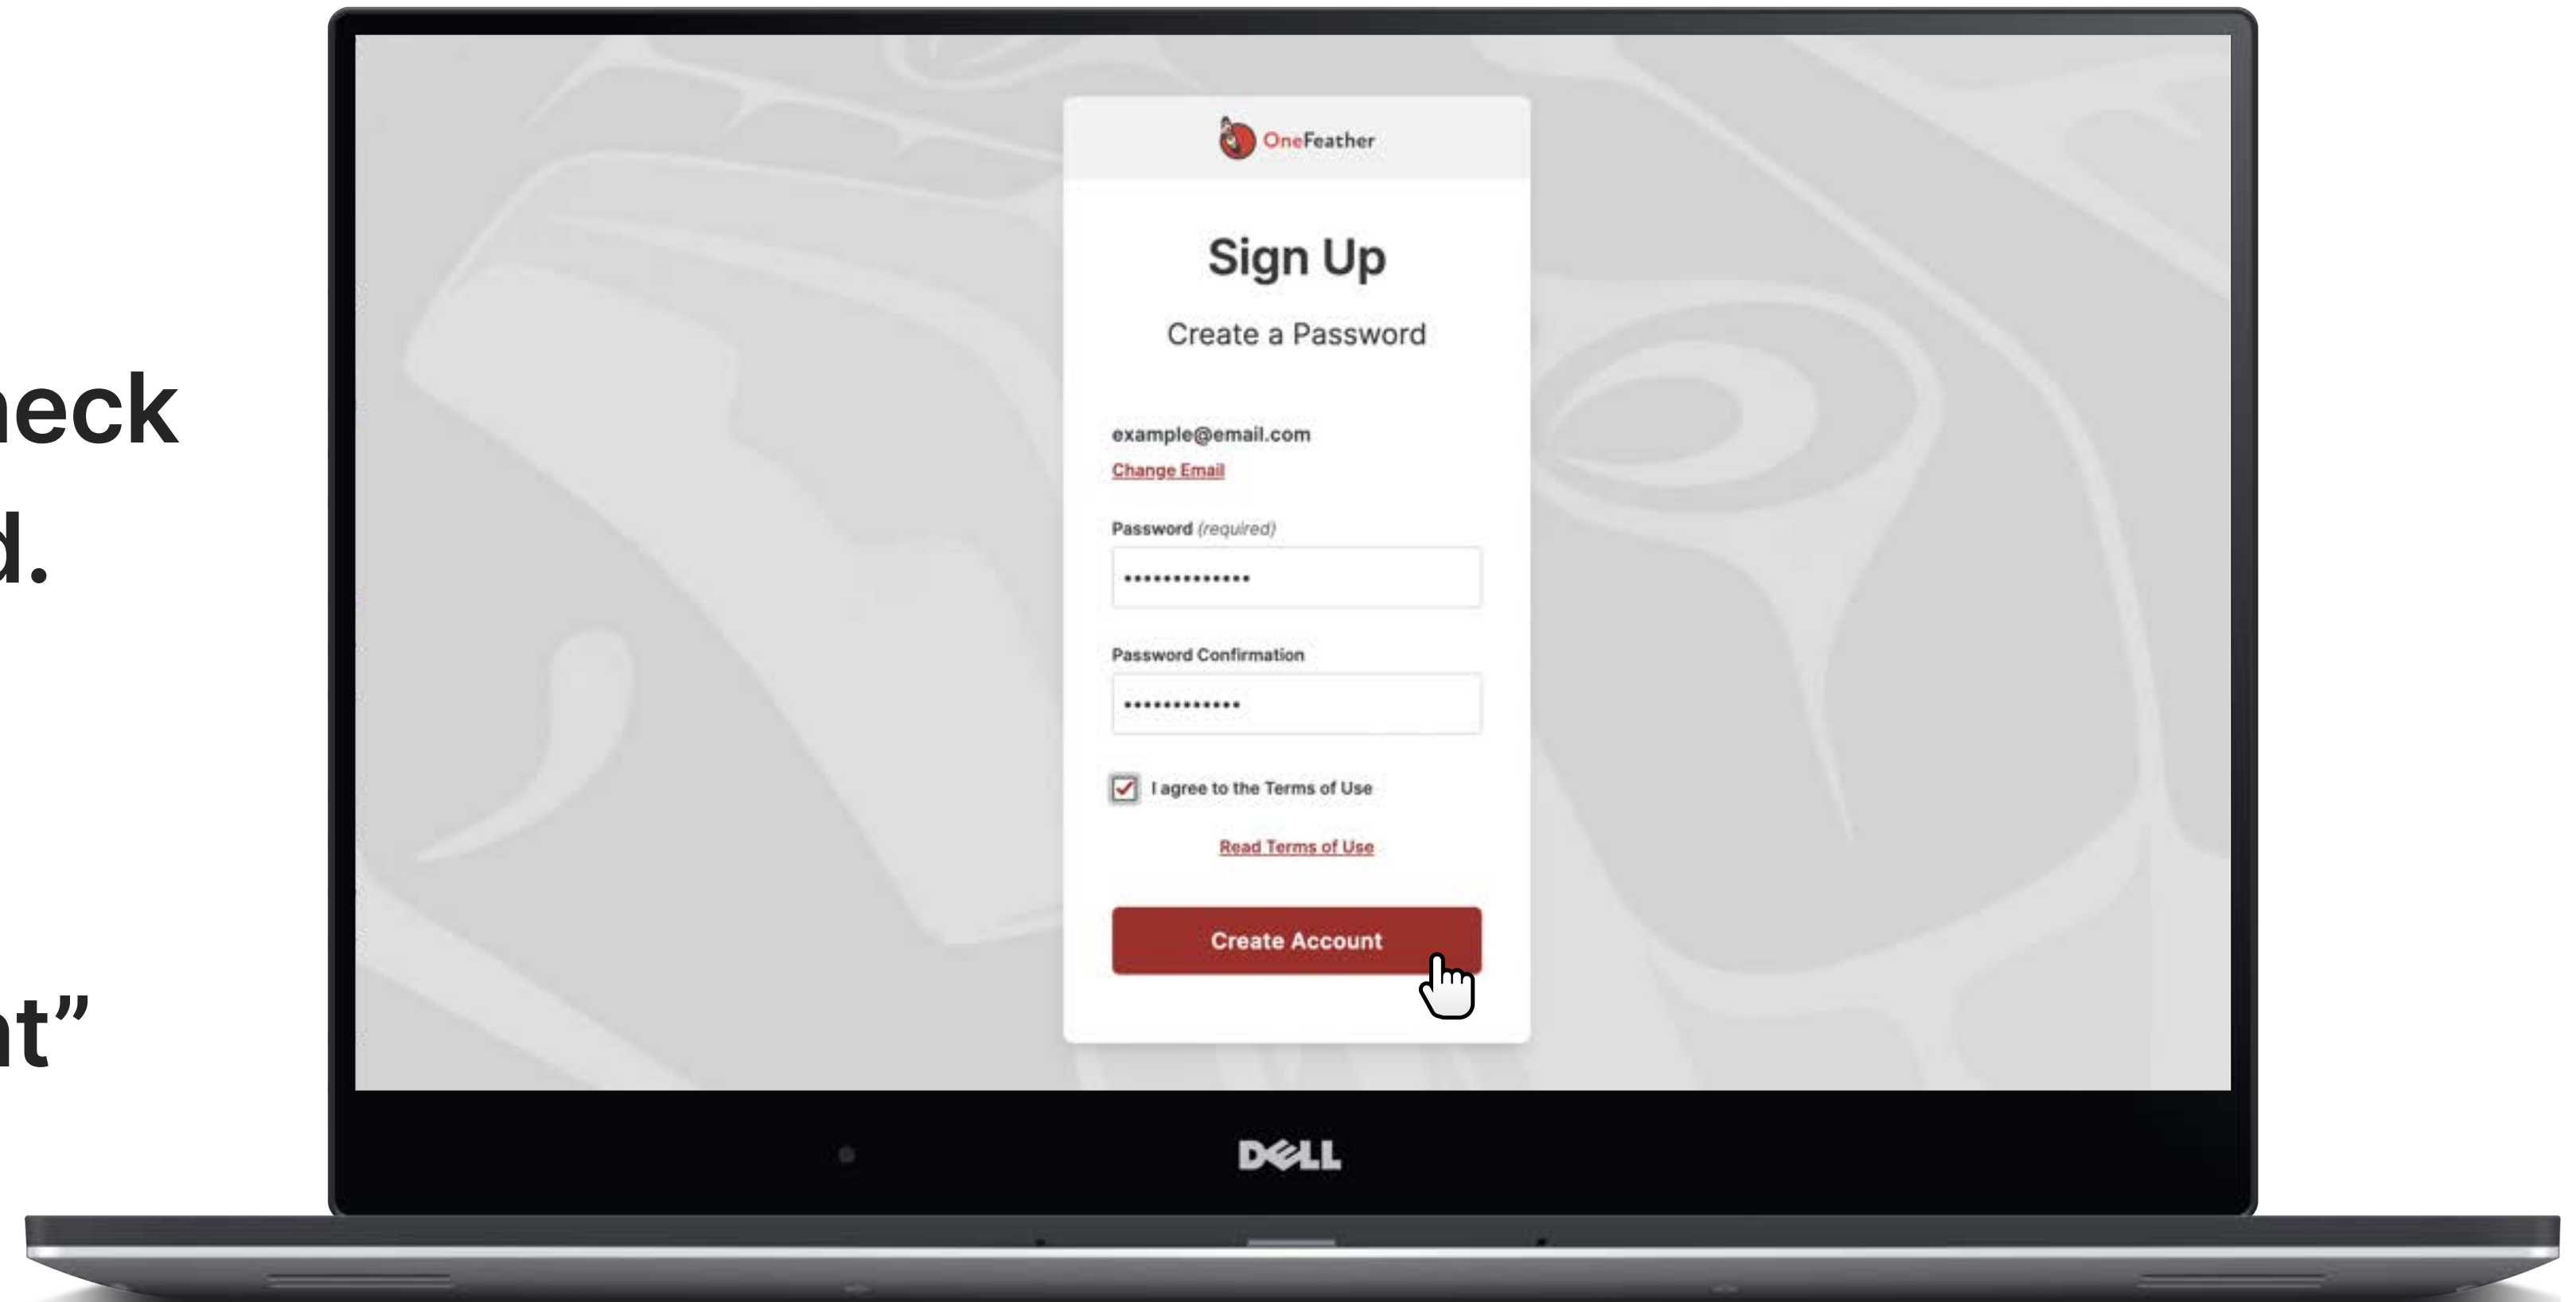 heck
d.
nt”
OneFeather
Sign Up
Create a Password
example@email.com
Change Email
Password (required)
•••••••••••••
Password Confirmation
••••••••••••
I agree to the Terms of Use
Read Terms of Use
Create Account
DELL